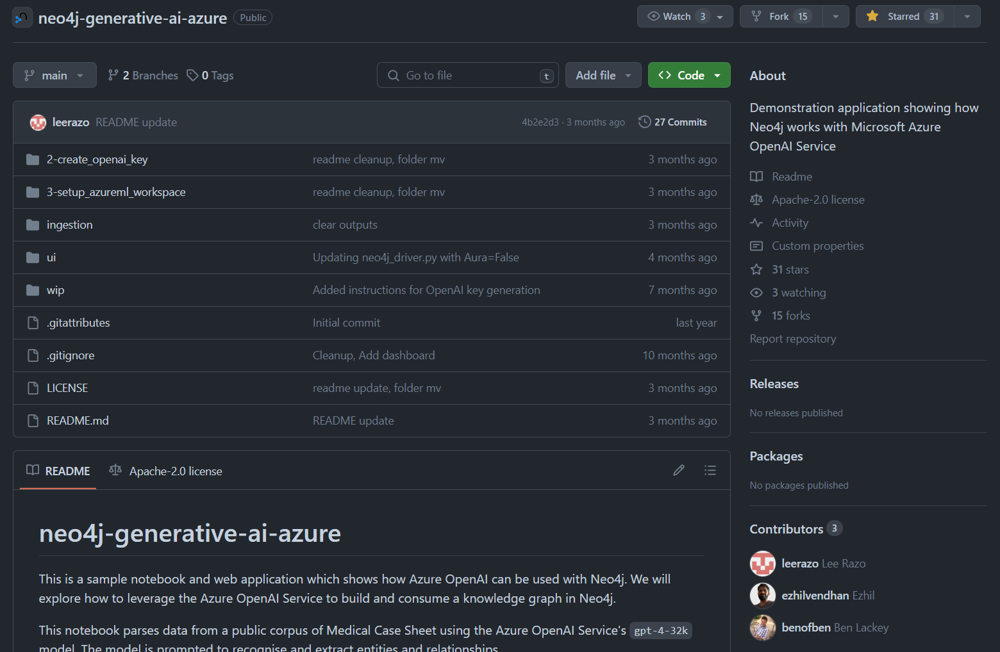 neo4j-generative-ai-azure Public
Watch 3 Fork 15 Starred 31
main 2 Branches 0 Tags Go to file t Add file Code
leerazo README update 4b2e2d3 · 3 months ago 27 Commits
2-create_openai_key readme cleanup, folder mv 3 months ago
3-setup_azureml_workspace readme cleanup, folder mv 3 months ago
ingestion clear outputs 3 months ago
ui Updating neo4j_driver.py with Aura=False 4 months ago
wip Added instructions for OpenAI key generation 7 months ago
.gitattributes Initial commit last year
.gitignore Cleanup, Add dashboard 10 months ago
LICENSE readme update, folder mv 3 months ago
README.md README update 3 months ago
README Apache-2.0 license
neo4j-generative-ai-azure
This is a sample notebook and web application which shows how Azure OpenAI can be used with Neo4j. We will
explore how to leverage the Azure OpenAI Service to build and consume a knowledge graph in Neo4j.
This notebook parses data from a public corpus of Medical Case Sheet using the Azure OpenAI Service's gpt-4-32k
model. The model is prompted to recognise and extract entities and relationships.
About
Demonstration application showing how
Neo4j works with Microsoft Azure
OpenAI Service
Readme
Apache-2.0 license
Activity
Custom properties
31 stars
3 watching
15 forks
Report repository
Releases
No releases published
Packages
No packages published
Contributors 3
leerazo Lee Razo
ezhilvendhan Ezhil
benofben Ben Lackey